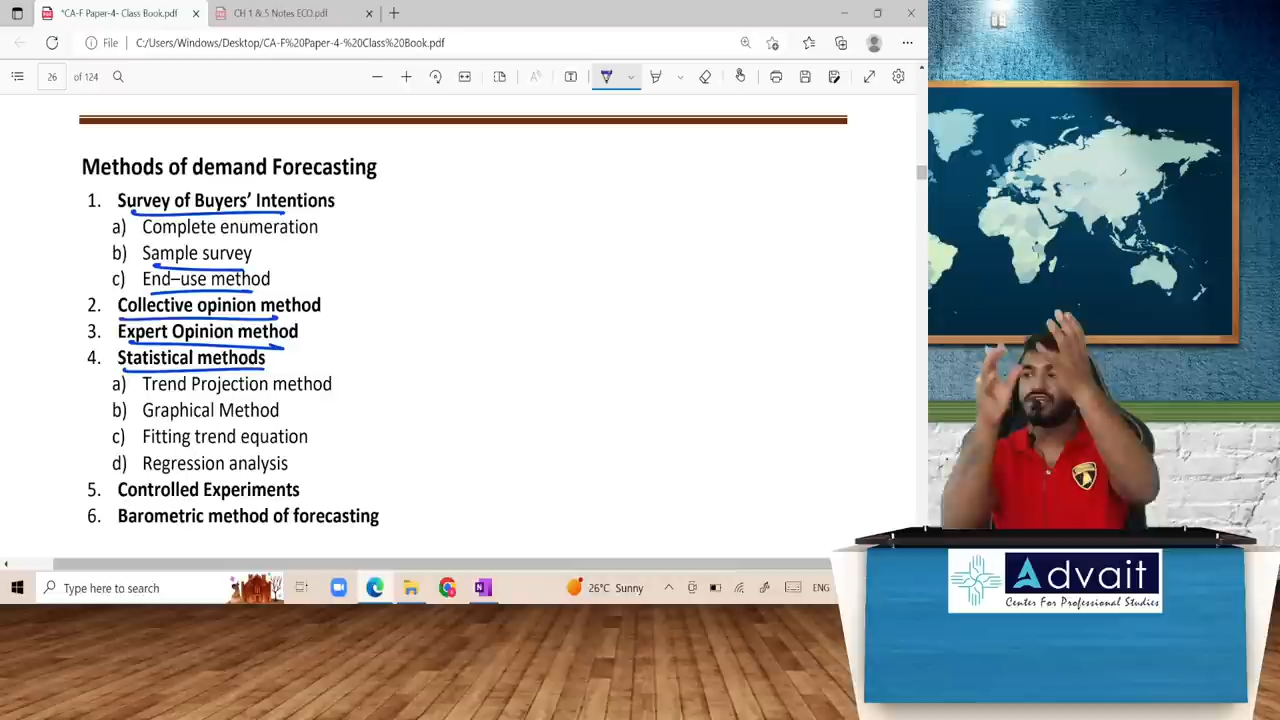 *CA-F Paper-4- Class Book.pdf
CH 1 & 5 Notes ECO.pdf
File
C:/Users/Windows/Desktop/CA-F%20Paper-4-%20Class%20Book.pdf
26 of 124
Methods of demand Forecasting
1. Survey of Buyers’ Intentions
a) Complete enumeration
b) Sample survey
c) End–use method
2. Collective opinion method
3. Expert Opinion method
4. Statistical methods
a) Trend Projection method
b) Graphical Method
c) Fitting trend equation
d) Regression analysis
5. Controlled Experiments
6. Barometric method of forecasting
Type here to search
26°C Sunny
ENG
Advait
Center For Professional Studies